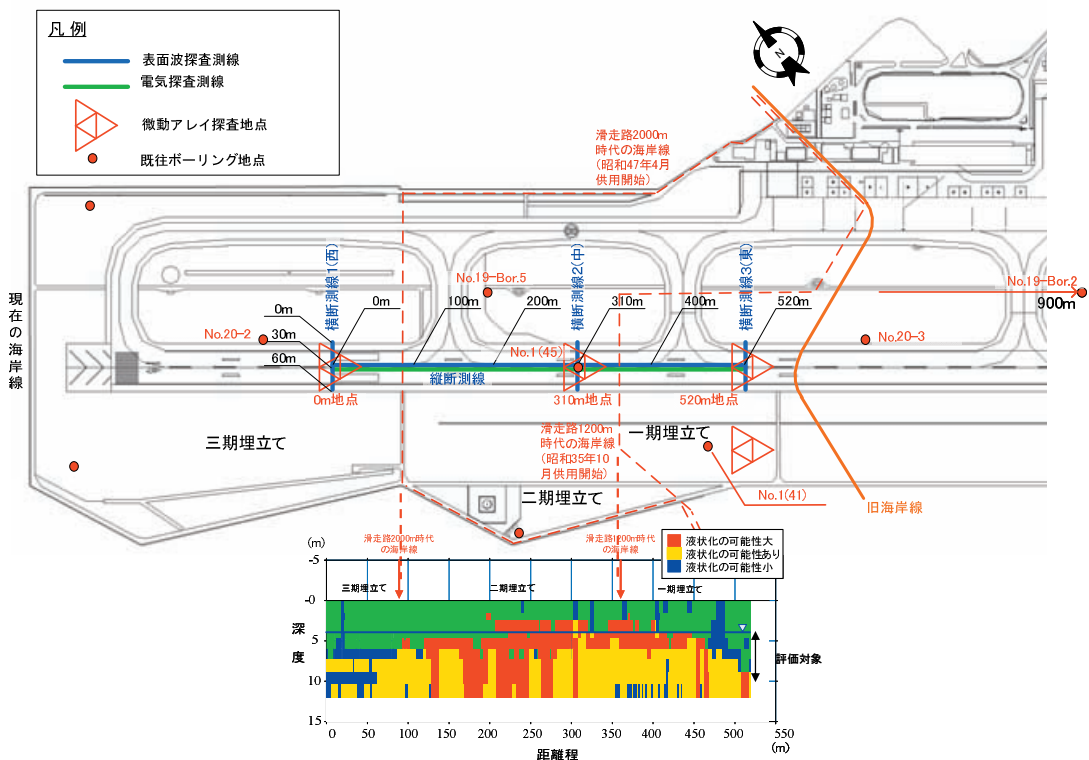 凡 例
表面波探査測線
電気探査測線
微動アレイ探査地点
既往ボーリング地点
N
滑走路2000m
時代の海岸線
(昭和47年4月
供用開始)
現在の海岸線
横断測線1(西)
横断測線2(中)
横断測線3(東)
No.19-Bor.5
No.19-Bor.2
900m
0m
100m
200m
310m
400m
520m
0m
30m
60m
No.20-2
No.1(45)
No.20-3
縦断測線
0m地点
310m地点
520m地点
三期埋立て
滑走路1200m
時代の海岸線
(昭和35年10
月供用開始)
一期埋立て
二期埋立て
No.1(41)
旧海岸線
滑走路2000m時代
の海岸線
滑走路1200m時代
の海岸線
液状化の可能性大
液状化の可能性あり
液状化の可能性小
(m)
-5
-0
5
10
15
深度
三期埋立て
二期埋立て
一期埋立て
評価対象
0 50 100 150 200 250 300 350 400 450 500 550
(m)
距離程